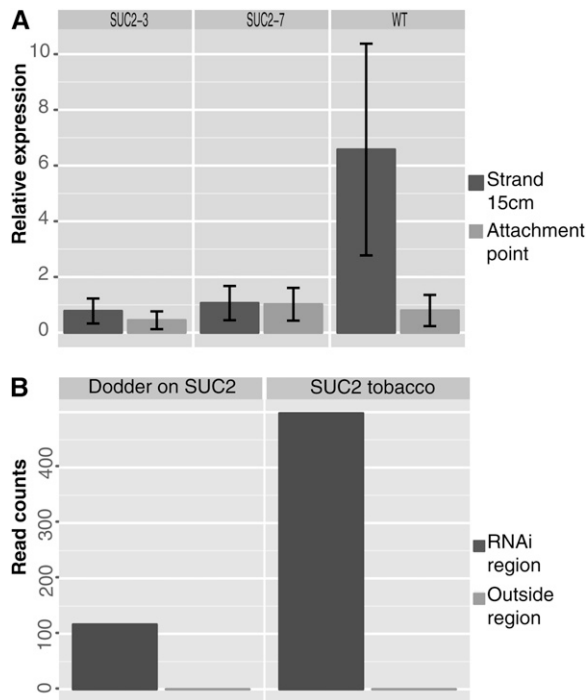 A
SUC2-3 SUC2-7 WT
Relative expression
10
8
6
4
2
0
Strand
15cm
Attachment
point
B
Dodder on SUC2 SUC2 tobacco
Read counts
400
300
200
100
0
RNAi
region
Outside
region